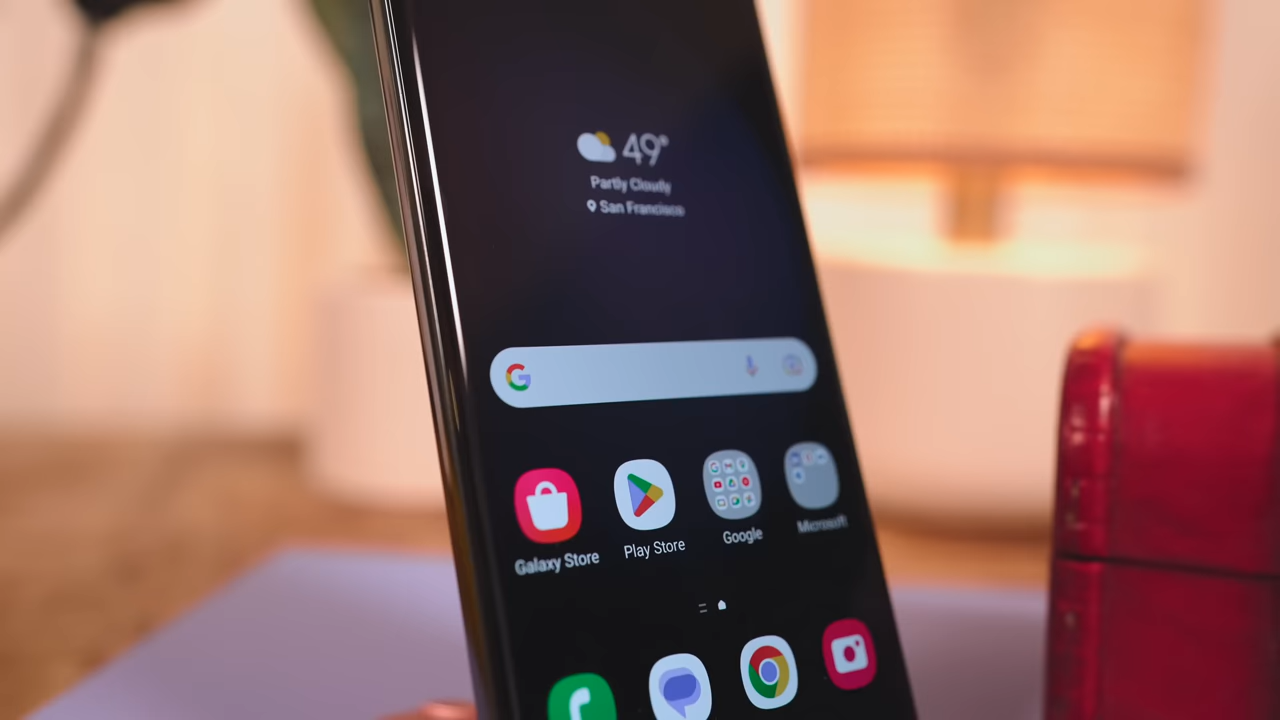 49°
Partly Cloudy
San Francisco
Galaxy Store
Play Store
Google
Microsoft